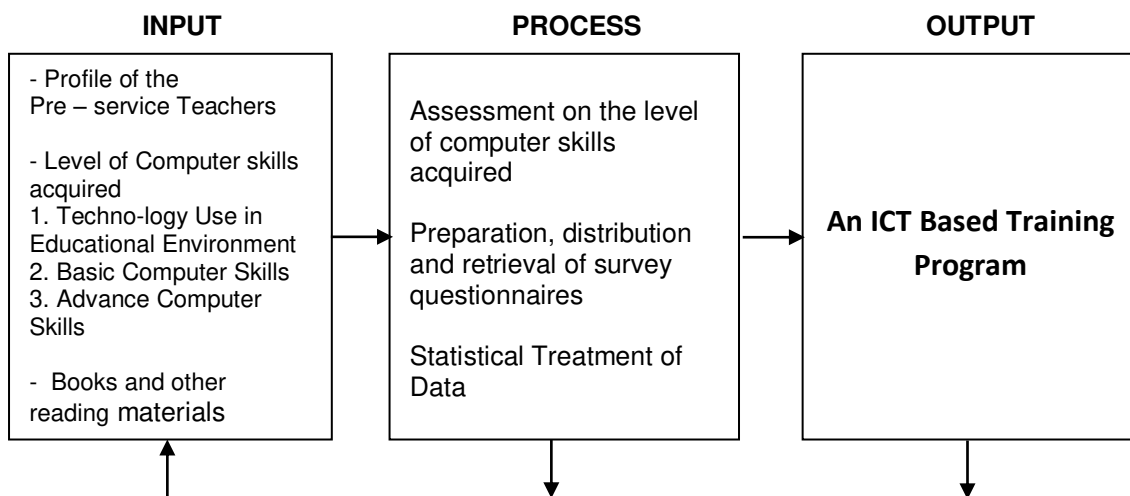 INPUT
PROCESS
OUTPUT
- Profile of the
Pre – service Teachers
- Level of Computer skills
acquired
1. Techno-logy Use in
Educational Environment
2. Basic Computer Skills
3. Advance Computer
Skills
- Books and other
reading materials
Assessment on the level
of computer skills
acquired
Preparation, distribution
and retrieval of survey
questionnaires
Statistical Treatment of
Data
An ICT Based Training
Program